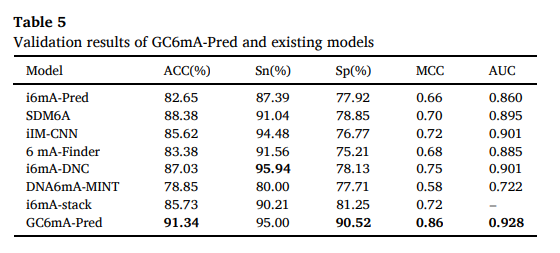 Table 5
Validation results of GC6mA-Pred and existing models
Model ACC(%) Sn(%) Sp(%) MCC AUC
i6mA-Pred 82.65 87.39 77.92 0.66 0.860
SDM6A 88.38 91.04 78.85 0.70 0.895
iIM-CNN 85.62 94.48 76.77 0.72 0.901
6 mA-Finder 83.38 91.56 75.21 0.68 0.885
i6mA-DNC 87.03 95.94 78.13 0.75 0.901
DNA6mA-MINT 78.85 80.00 77.71 0.58 0.722
i6mA-stack 85.73 90.21 81.25 0.72 –
GC6mA-Pred 91.34 95.00 90.52 0.86 0.928